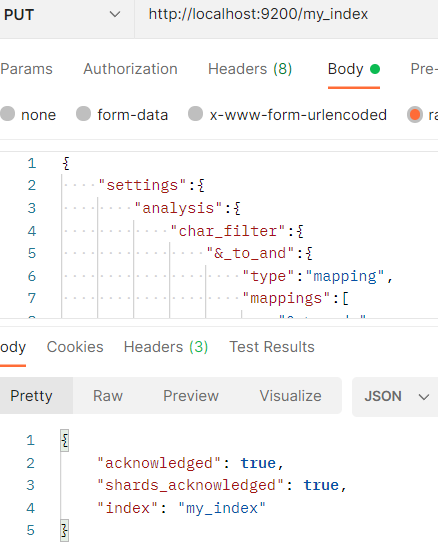 PUT http://localhost:9200/my_index
Params Authorization Headers (8) Body Pre-
none form-data x-www-form-urlencoded ra
1 {
2 "settings":{
3 "analysis":{
4 "char_filter":{
5 "&_to_and":{
6 "type":"mapping",
7 "mappings":[
ody Cookies Headers (3) Test Results
Pretty Raw Preview Visualize JSON
1 {
2 "acknowledged": true,
3 "shards_acknowledged": true,
4 "index": "my_index"
5 }